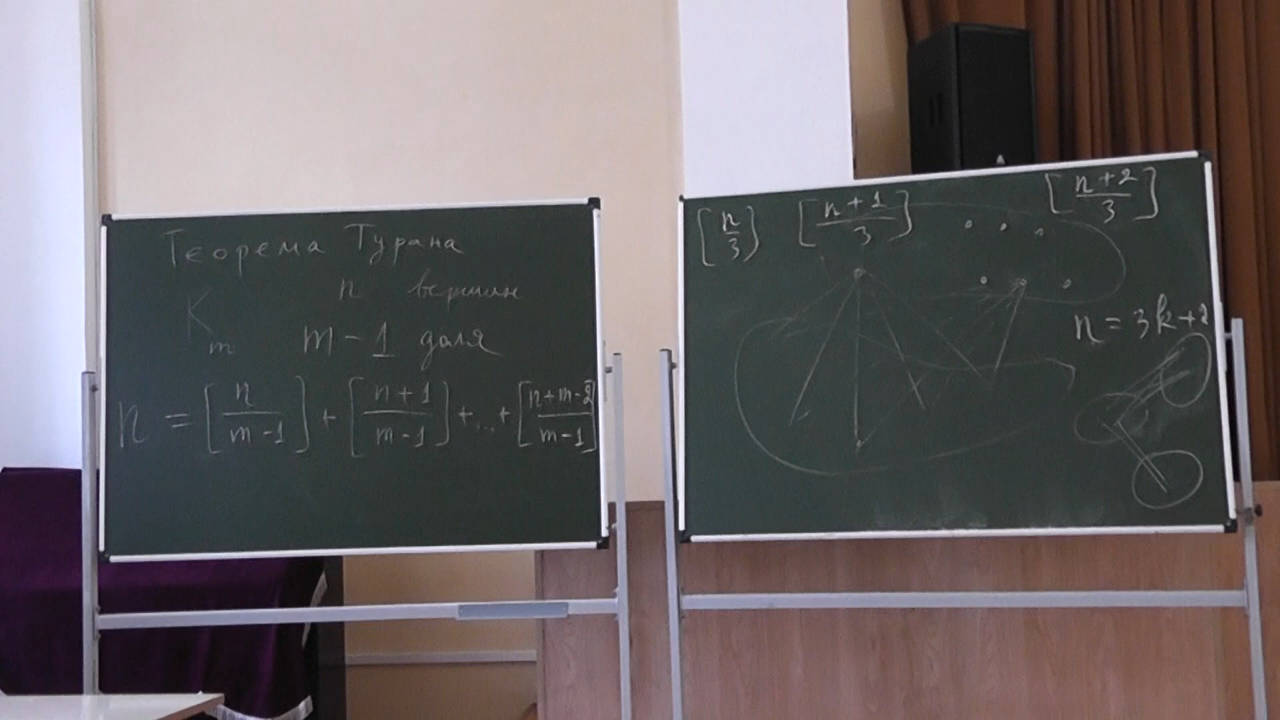 Теорема Турана
n вершин
K_m m-1 доля
n = [n/(m-1)] + [(n+1)/(m-1)] + ... + [(n+m-2)/(m-1)]
[n/3] [(n+1)/3] [(n+2)/3]
n = 3k+2